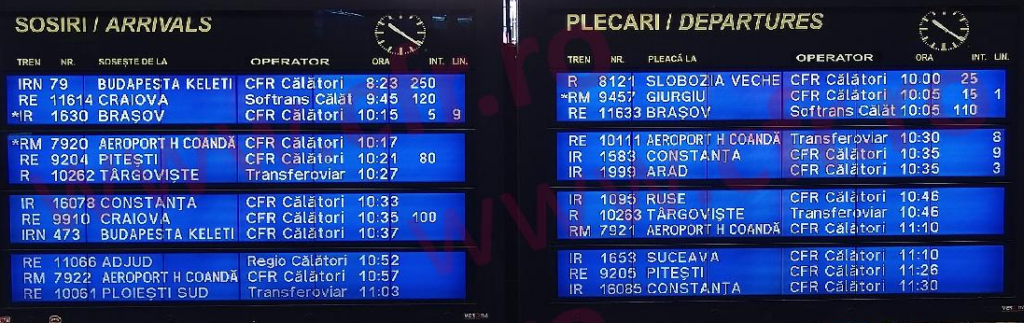 SOSIRI / ARRIVALS
TREN NR. SOSEȘTE DE LA OPERATOR ORA INT. LIN.
IRN 79 BUDAPESTA KELETI CFR Călători 8:23 250
RE 11614 CRAIOVA Softrans Călăt 9:45 120
*IR 1630 BRAȘOV CFR Călători 10:15 5 9
*RM 7920 AEROPORT H COANDĂ CFR Călători 10:17
RE 9204 PITEȘTI CFR Călători 10:21 80
R 10262 TÂRGOVIȘTE Transferoviar 10:27
IR 16078 CONSTANȚA CFR Călători 10:33
RE 9910 CRAIOVA CFR Călători 10:35 100
IRN 473 BUDAPESTA KELETI CFR Călători 10:37
RE 11066 ADJUD Regio Călători 10:52
RM 7922 AEROPORT H COANDĂ CFR Călători 10:57
RE 10061 PLOIEȘTI SUD Transferoviar 11:03
PLECARI / DEPARTURES
TREN NR. PLEACĂ LA OPERATOR ORA INT. LIN.
R 8121 SLOBOZIA VECHE CFR Călători 10:00 25
*RM 9457 GIURGIU CFR Călători 10:05 15 1
RE 11633 BRAȘOV Softrans Călăt 10:05 110
RE 10111 AEROPORT H COANDĂ Transferoviar 10:30 8
IR 1583 CONSTANȚA CFR Călători 10:35 9
IR 1999 ARAD CFR Călători 10:35 3
IR 1095 RUSE CFR Călători 10:46
R 10263 TÂRGOVIȘTE Transferoviar 10:46
RM 7921 AEROPORT H COANDĂ CFR Călători 11:10
IR 1653 SUCEAVA CFR Călători 11:10
RE 9205 PITEȘTI CFR Călători 11:26
IR 16085 CONSTANȚA CFR Călători 11:30